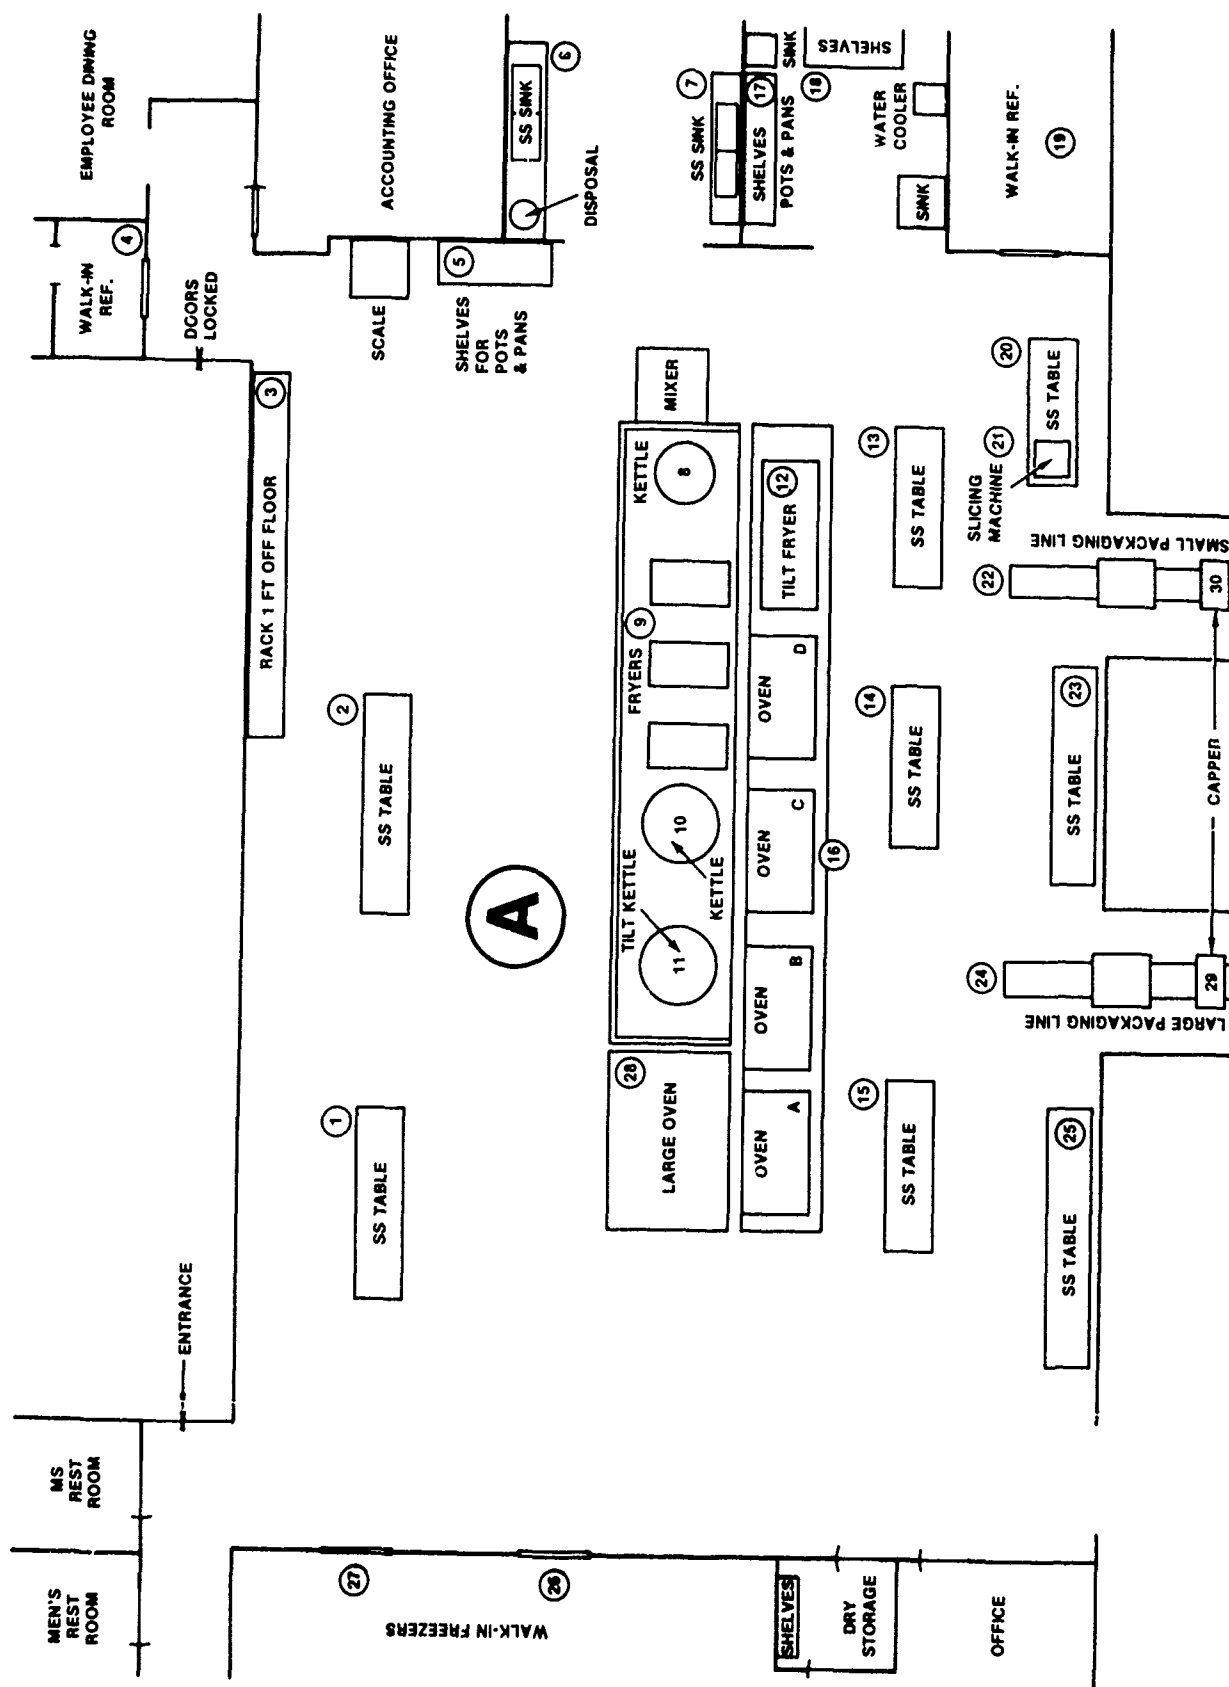 EMPLOYEE DINING
ROOM
WALK-IN
REF.
4
DOORS
LOCKED
ACCOUNTING OFFICE
SS SINK
6
DISPOSAL
SCALE
5
SHELVES
FOR
POTS
& PANS
RACK 1 FT OFF FLOOR
3
SS TABLE
2
SS TABLE
1
ENTRANCE
MS
REST
ROOM
MEN'S
REST
ROOM
27
26
WALK-IN FREEZERS
SHELVES
DRY
STORAGE
OFFICE
A
MIXER
KETTLE
8
FRYERS
9
TILT KETTLE
10
KETTLE
11
28
LARGE OVEN
TILT FRYER
12
OVEN
D
OVEN
C
16
OVEN
B
OVEN
A
SS SINK
7
SHELVES
17
POTS & PANS
SINK
18
SHELVES
WATER
COOLER
SINK
WALK-IN REF.
19
13
SS TABLE
14
SS TABLE
15
SS TABLE
20
SS TABLE
SLICING
MACHINE
21
SMALL PACKAGING LINE
22
30
CAPPER
SS TABLE
23
24
29
LARGE PACKAGING LINE
SS TABLE
25